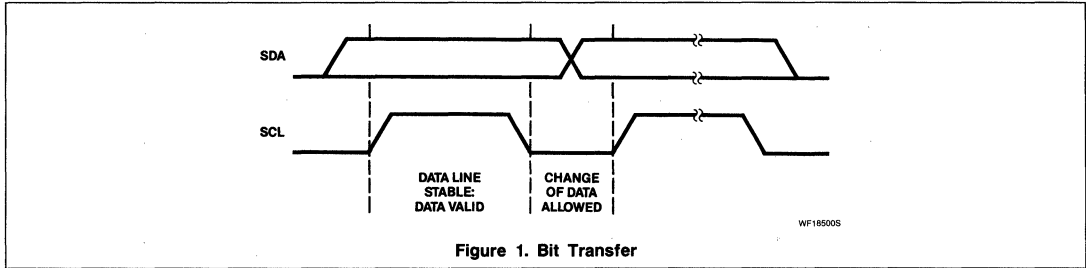 SDA
SCL
DATA LINE
STABLE:
DATA VALID
CHANGE
OF DATA
ALLOWED
WF18500S
Figure 1. Bit Transfer